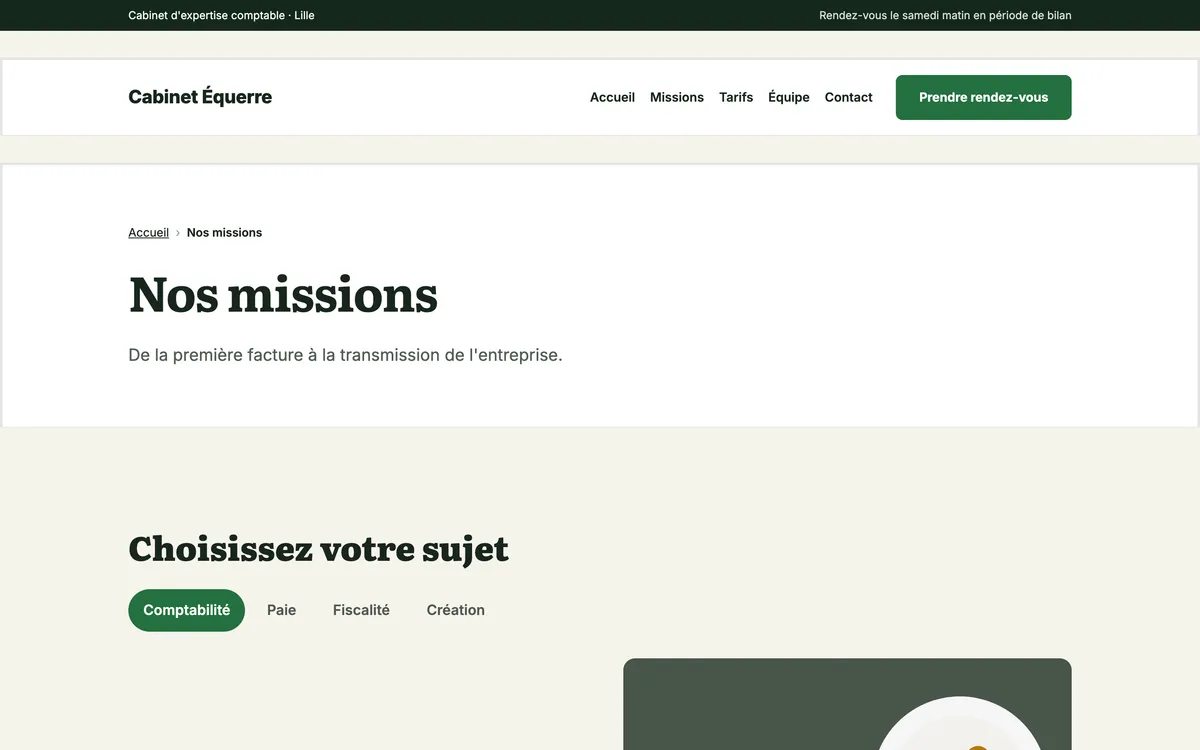 Cabinet d'expertise comptable · Lille
Rendez-vous le samedi matin en période de bilan
Cabinet Équerre
Accueil
Missions
Tarifs
Équipe
Contact
Prendre rendez-vous
Accueil › Nos missions
Nos missions
De la première facture à la transmission de l'entreprise.
Choisissez votre sujet
Comptabilité
Paie
Fiscalité
Création